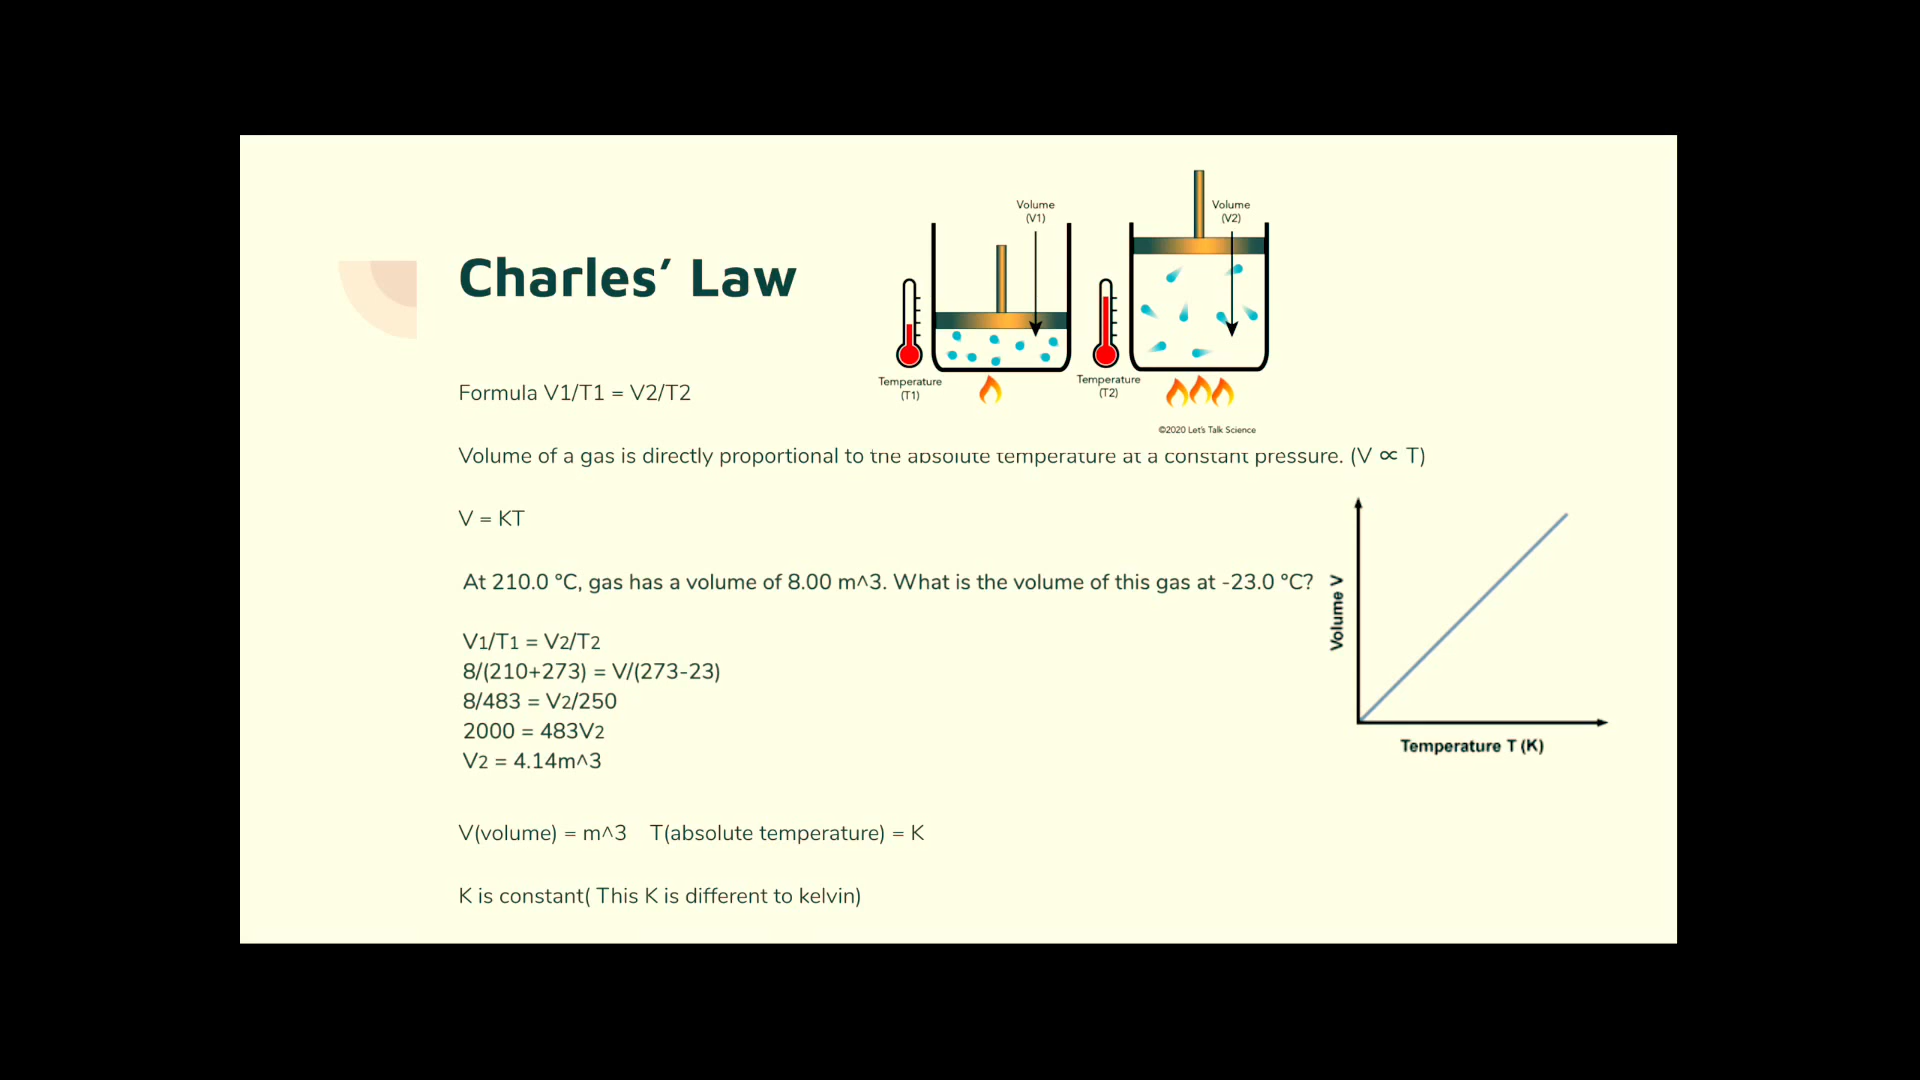 Charles’ Law
Volume
(V1)
Volume
(V2)
Temperature
(T1)
Temperature
(T2)
©2020 Let's Talk Science
Formula V1/T1 = V2/T2
Volume of a gas is directly proportional to the absolute temperature at a constant pressure. (V ∝ T)
V = KT
At 210.0 °C, gas has a volume of 8.00 m^3. What is the volume of this gas at -23.0 °C?
V1/T1 = V2/T2
8/(210+273) = V/(273-23)
8/483 = V2/250
2000 = 483V2
V2 = 4.14m^3
Volume V
Temperature T (K)
V(volume) = m^3 T(absolute temperature) = K
K is constant( This K is different to kelvin)